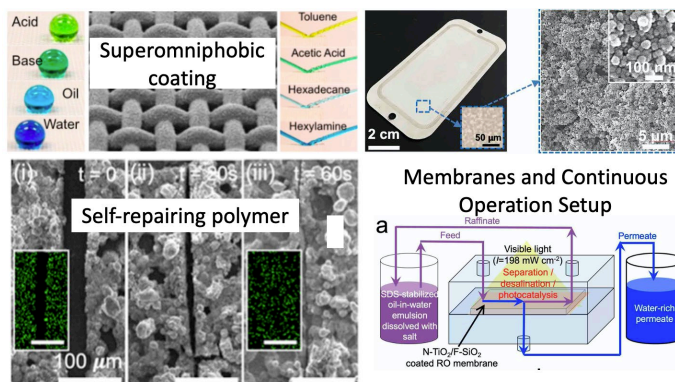 Acid
Base
Oil
Water
Superomniphobic
coating
Toluene
Acetic Acid
Hexadecane
Hexylamine
2 cm
50 μm
100 nm
5 μm
(i)
t = 0
(ii)
(iii)
t = 60s
Self-repairing polymer
100 μm
Membranes and Continuous
Operation Setup
a
Raffinate
Feed
Permeate
Visible light
(I=198 mW cm-2)
Separation /
desalination /
photocatalysis
SDS-stabilized
oil-in-water
emulsion
dissolved with
salt
Water-rich
permeate
N-TiO2/F-SiO2
coated RO membrane